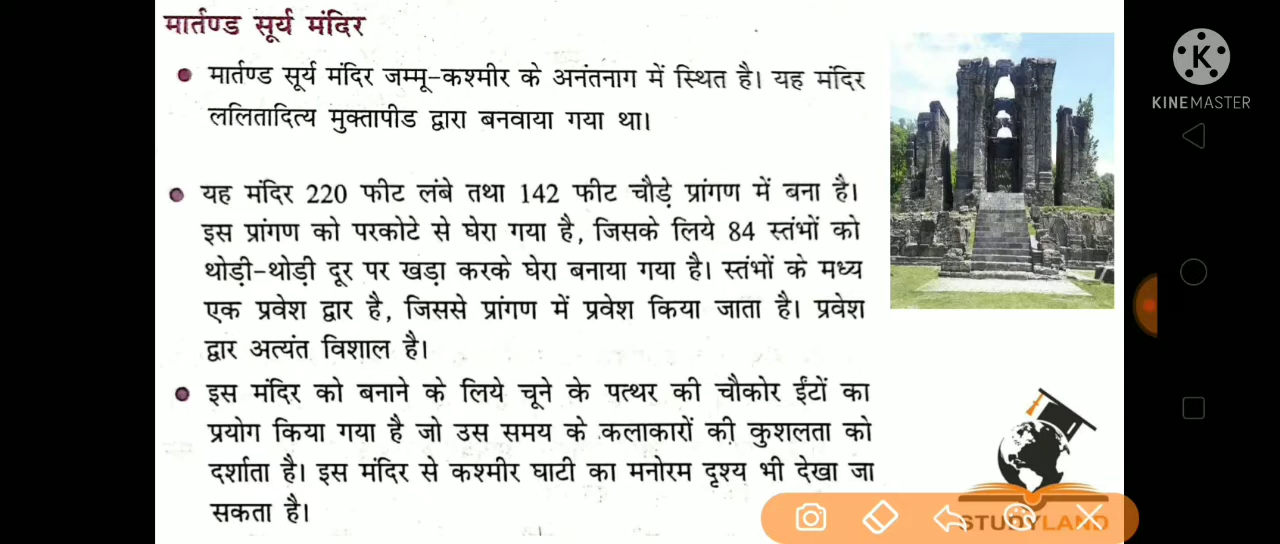 मार्तण्ड सूर्य मंदिर
मार्तण्ड सूर्य मंदिर जम्मू-कश्मीर के अनंतनाग में स्थित है। यह मंदिर
ललितादित्य मुक्तापीड द्वारा बनवाया गया था।
यह मंदिर 220 फीट लंबे तथा 142 फीट चौड़े प्रांगण में बना है।
इस प्रांगण को परकोटे से घेरा गया है, जिसके लिये 84 स्तंभों को
थोड़ी-थोड़ी दूर पर खड़ा करके घेरा बनाया गया है। स्तंभों के मध्य
एक प्रवेश द्वार है, जिससे प्रांगण में प्रवेश किया जाता है। प्रवेश
द्वार अत्यंत विशाल है।
इस मंदिर को बनाने के लिये चूने के पत्थर की चौकोर ईंटों का
प्रयोग किया गया है जो उस समय के कलाकारों की कुशलता को
दर्शाता है। इस मंदिर से कश्मीर घाटी का मनोरम दृश्य भी देखा जा
सकता है।
K
KINEMASTER
STUDYLAND